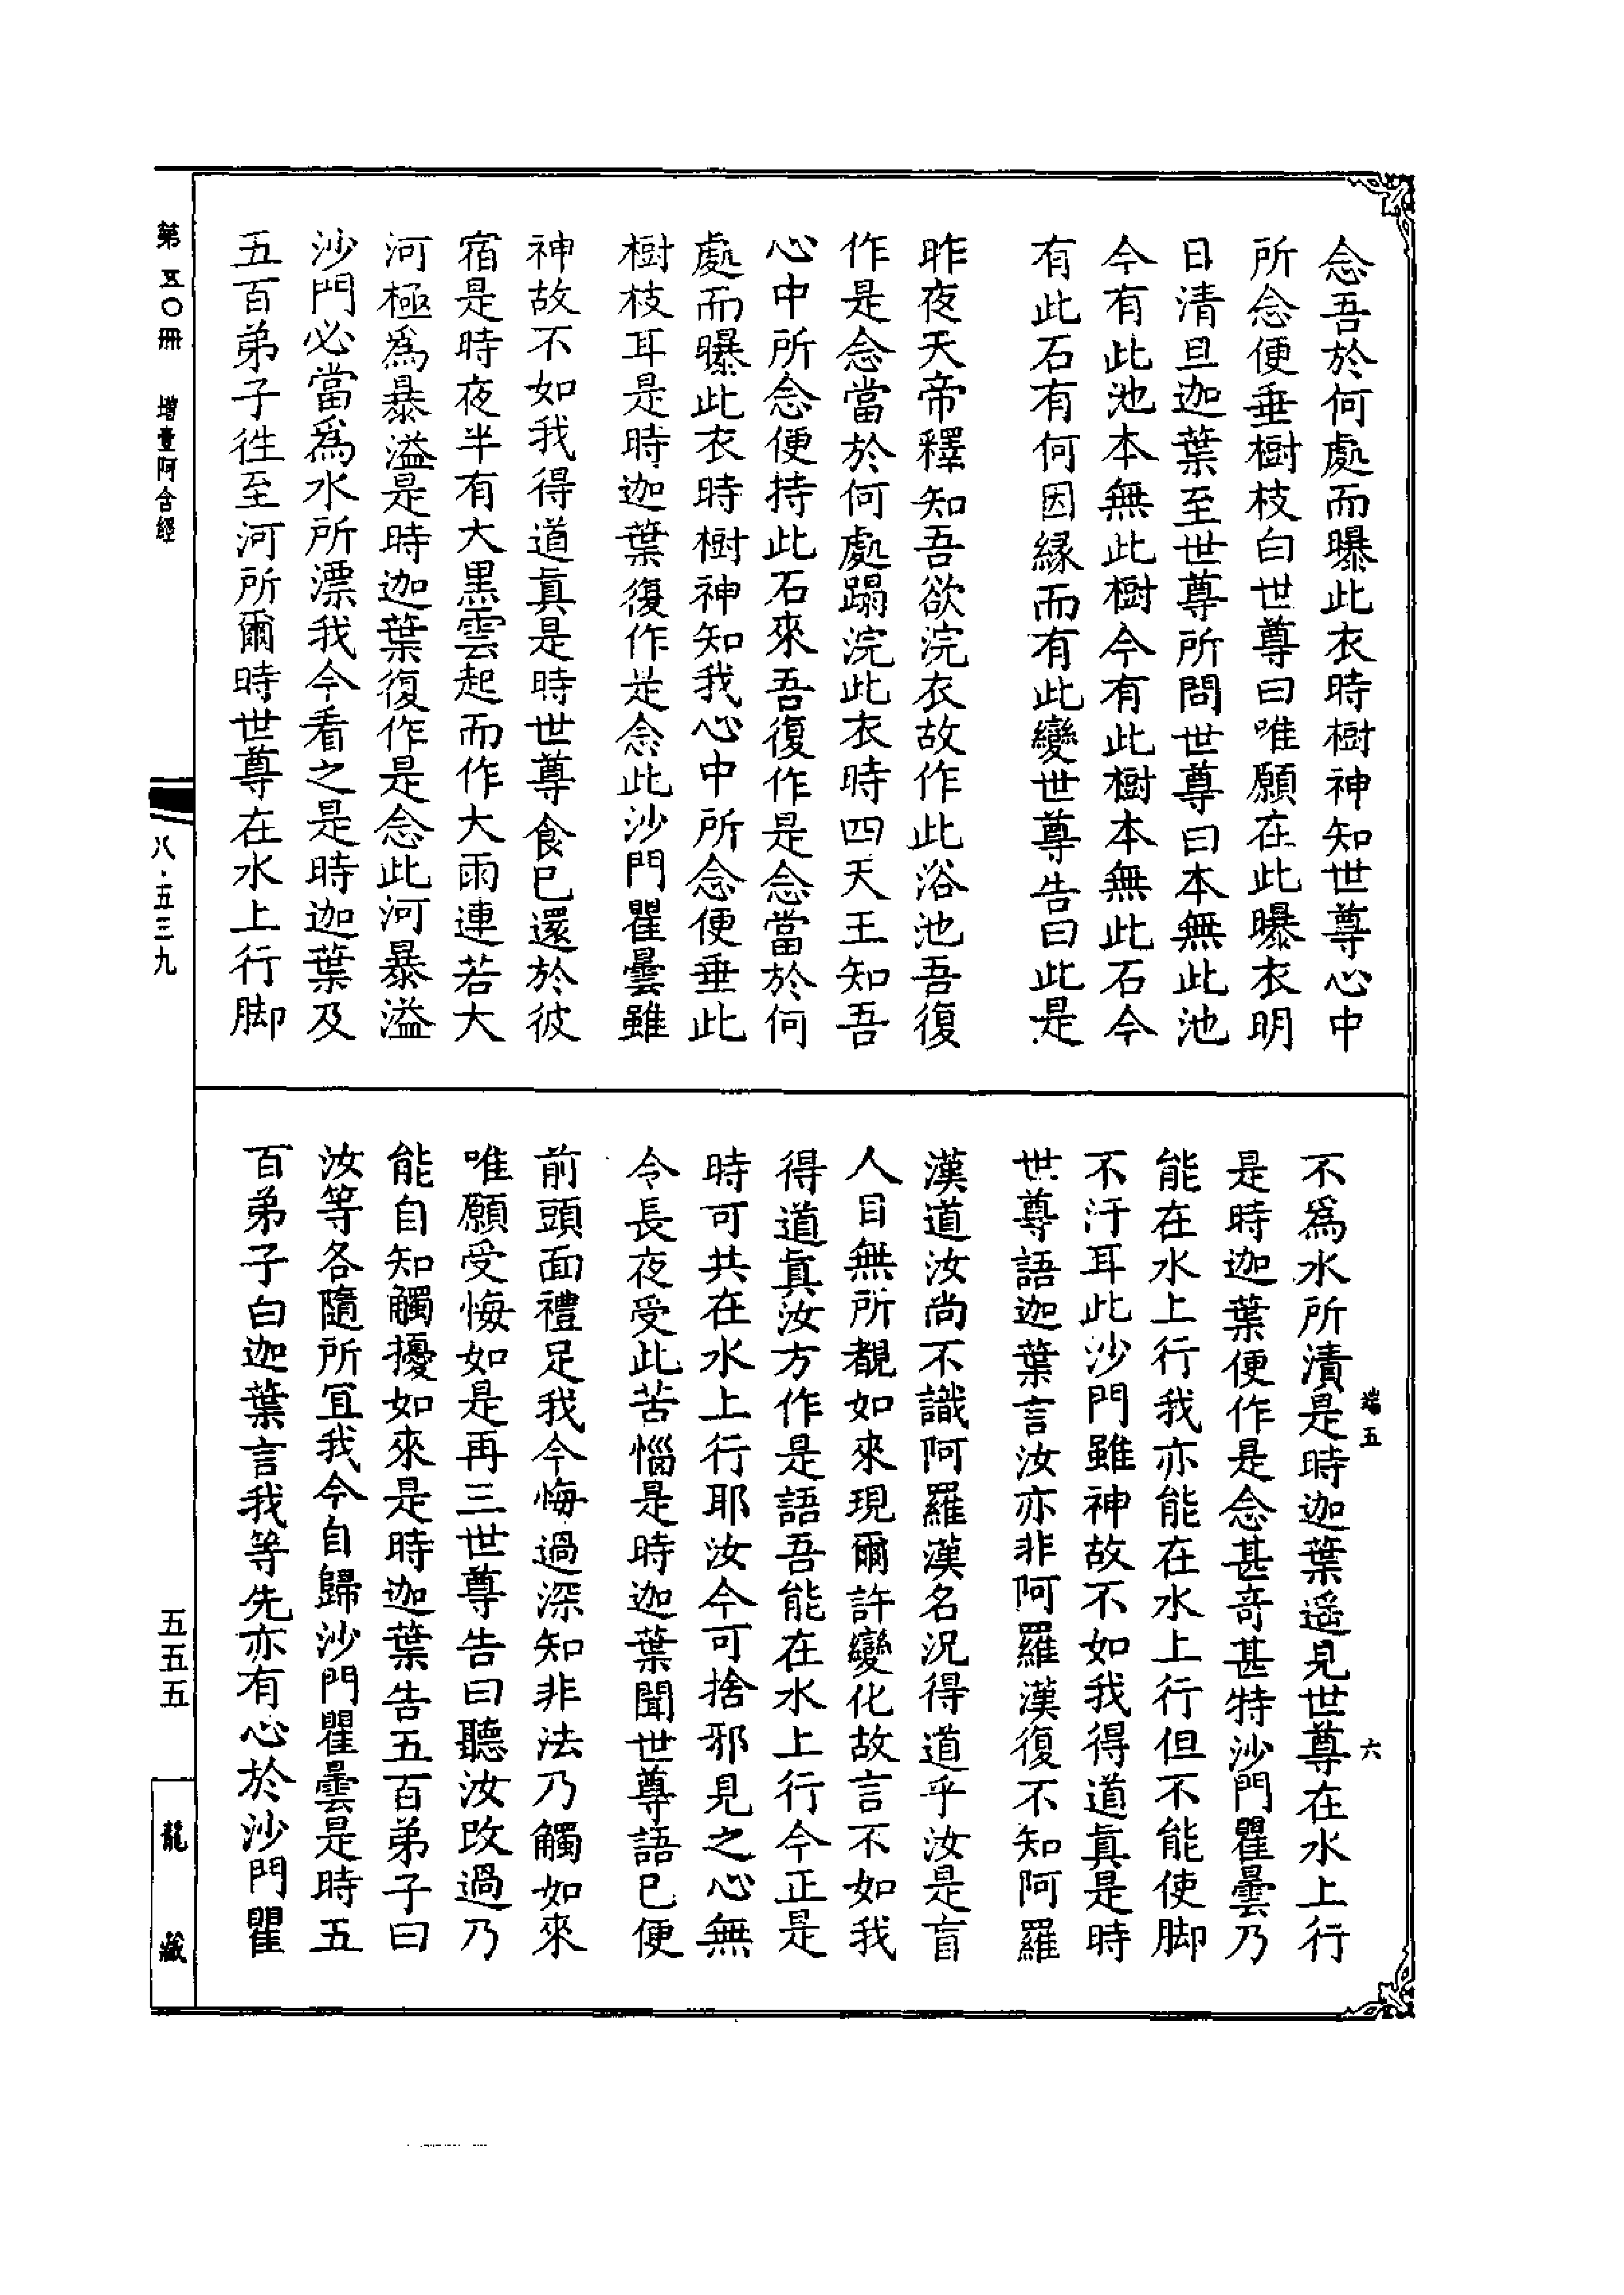 念吾於何處而曝此衣時樹神知世尊心中
所念便垂樹枝白世尊曰唯願在此曝衣明
日清旦迦葉至世尊所問世尊曰本無此池
今有此池本無此樹今有此樹本無此石今
有此石有何因緣而有此變世尊告曰此是
昨夜天帝釋知吾欲浣衣故作此浴池吾復
作是念當於何處蹋浣此衣時四天王知吾
心中所念便持此石來吾復作是念當於何
處而曝此衣時樹神知我心中所念便垂此
樹枝耳是時迦葉復作是念此沙門瞿曇雖
神故不如我得道真是時世尊食已還於彼
宿是時夜半有大黑雲起而作大雨連若大
河極爲暴溢是時迦葉復作是念此河暴溢
沙門必當爲水所漂我今看之是時迦葉及
五百弟子徃至河所爾時世尊在水上行脚
不爲水所漬是時迦葉遥見世尊在水上行
是時迦葉便作是念甚奇甚特沙門瞿曇乃
能在水上行我亦能在水上行但不能使脚
不汙耳此沙門雖神故不如我得道真是時
世尊語迦葉言汝亦非阿羅漢復不知阿羅
漢道汝尚不識阿羅漢名況得道乎汝是盲
人目無所覩如來現爾許變化故言不如我
得道真汝方作是語吾能在水上行今正是
時可共在水上行耶汝今可捨邪見之心無
令長夜受此苦惱是時迦葉聞世尊語已便
前頭面禮足我今悔過深知非法乃觸如來
唯願受悔如是再三世尊告曰聽汝改過乃
能自知觸擾如來是時迦葉告五百弟子曰
汝等各隨所宜我今自歸沙門瞿曇是時五
百弟子白迦葉言我等先亦有心於沙門瞿
端五
六
第五〇冊 增壹阿含經
八·五三九
五五五
龍藏